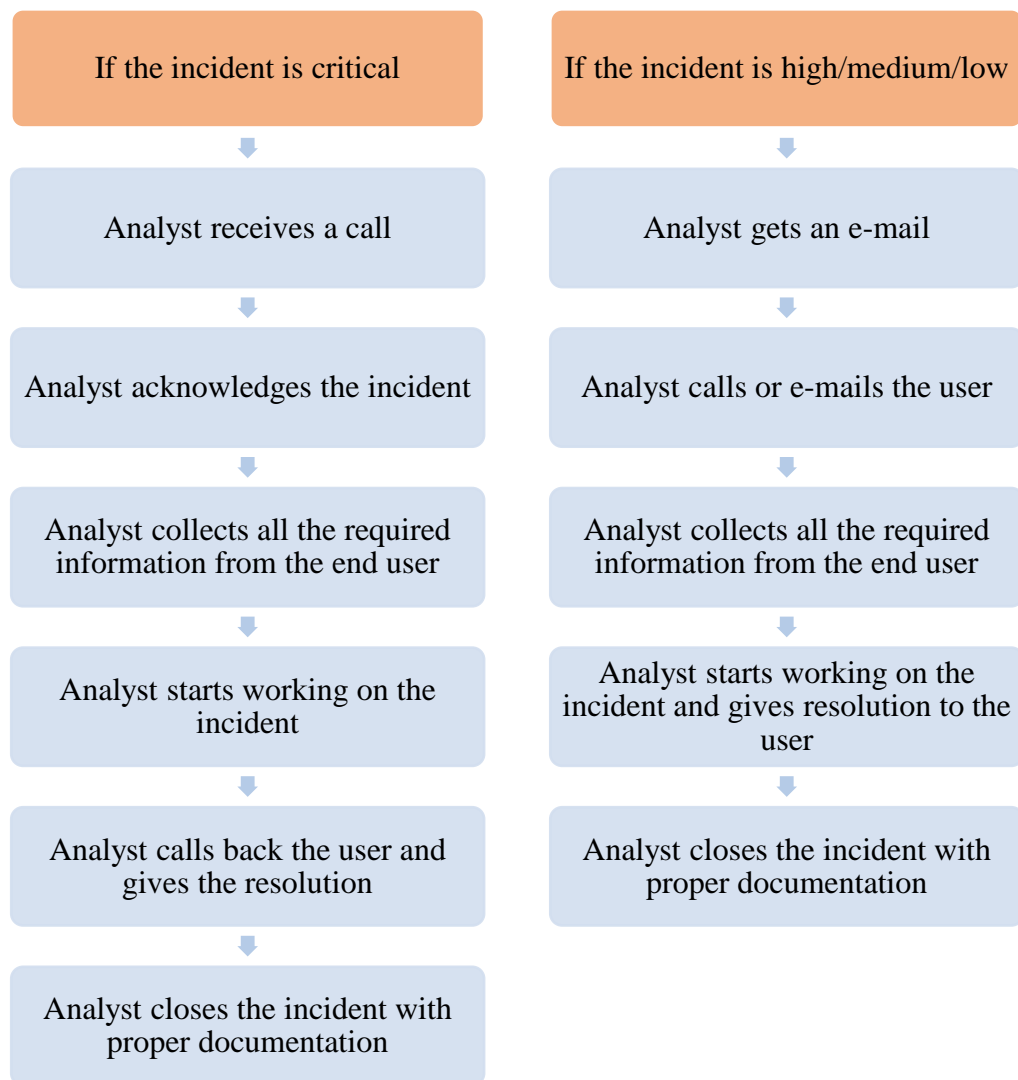 If the incident is critical
Analyst receives a call
Analyst acknowledges the incident
Analyst collects all the required
information from the end user
Analyst starts working on the
incident
Analyst calls back the user and
gives the resolution
Analyst closes the incident with
proper documentation
If the incident is high/medium/low
Analyst gets an e-mail
Analyst calls or e-mails the user
Analyst collects all the required
information from the end user
Analyst starts working on the
incident and gives resolution to the
user
Analyst closes the incident with
proper documentation